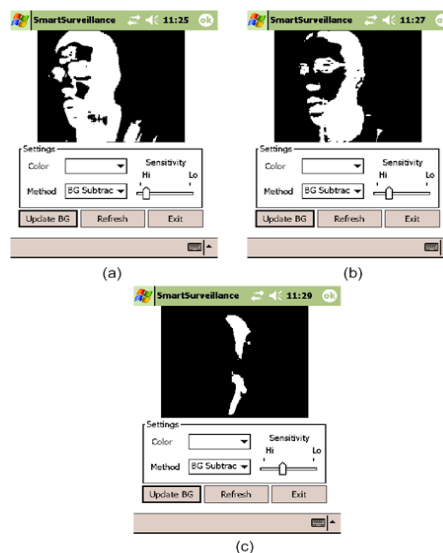 SmartSurveillance 11:25 ok
Settings
Color
Sensitivity
Hi Lo
Method BG Subtrac
Update BG Refresh Exit
(a)
SmartSurveillance 11:27 ok
Settings
Color
Sensitivity
Hi Lo
Method BG Subtrac
Update BG Refresh Exit
(b)
SmartSurveillance 11:29 ok
Settings
Color
Sensitivity
Hi Lo
Method BG Subtrac
Update BG Refresh Exit
(c)